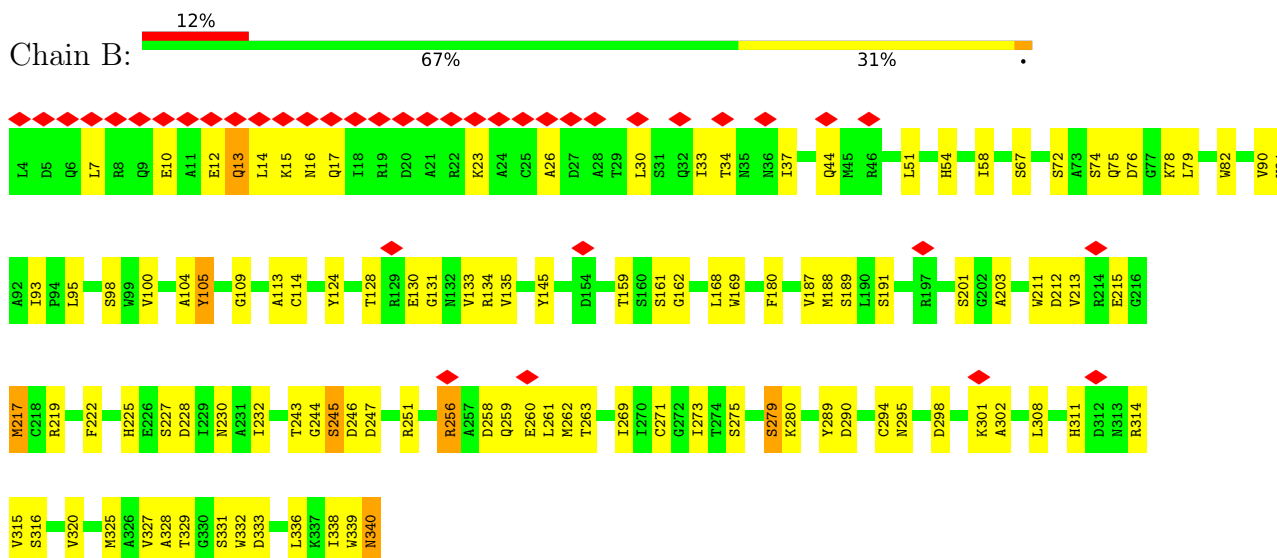 12%
Chain B:
67% 31% •
L4 D5 Q6 L7 R8 Q9 E10 A11 E12 Q13 L14 K15 N16 Q17 I18 R19 D20 A21 R22 K23 A24 C25 A26 D27 A28 T29 L30 S31 Q32 I33 T34 N35 N36 I37 Q44 M45 R46 L51 H54 I58 S67 S72 A73 S74 Q75 D76 G77 K78 L79 W82 V90
A92 I93 P94 L95 S98 W99 V100 A104 Y105 G109 A113 C114 Y124 T128 R129 E130 G131 N132 V133 R134 V135 Y145 D154 T159 S160 S161 G162 L168 W169 F180 V187 M188 S189 L190 S191 R197 S201 G202 A203 W211 D212 V213 R214 E215 G216
M217 C218 R219 F222 H225 E226 S227 D228 I229 N230 A231 I232 T243 G244 S245 D246 D247 R251 R256 A257 D258 Q259 E260 L261 M262 T263 I269 I270 C271 G272 I273 T274 S275 S279 K280 Y289 D290 C294 N295 D298 K301 A302 L308 H311 D312 N313 R314
V315 S316 V320 M325 A326 V327 A328 T329 G330 S331 W332 D333 L336 K337 I338 W339 N340